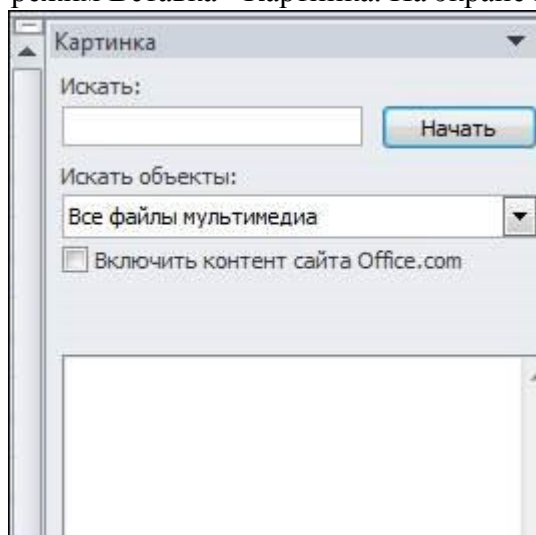 Картинка
Искать:
Начать
Искать объекты:
Все файлы мультимедиа
Включить контент сайта Office.com